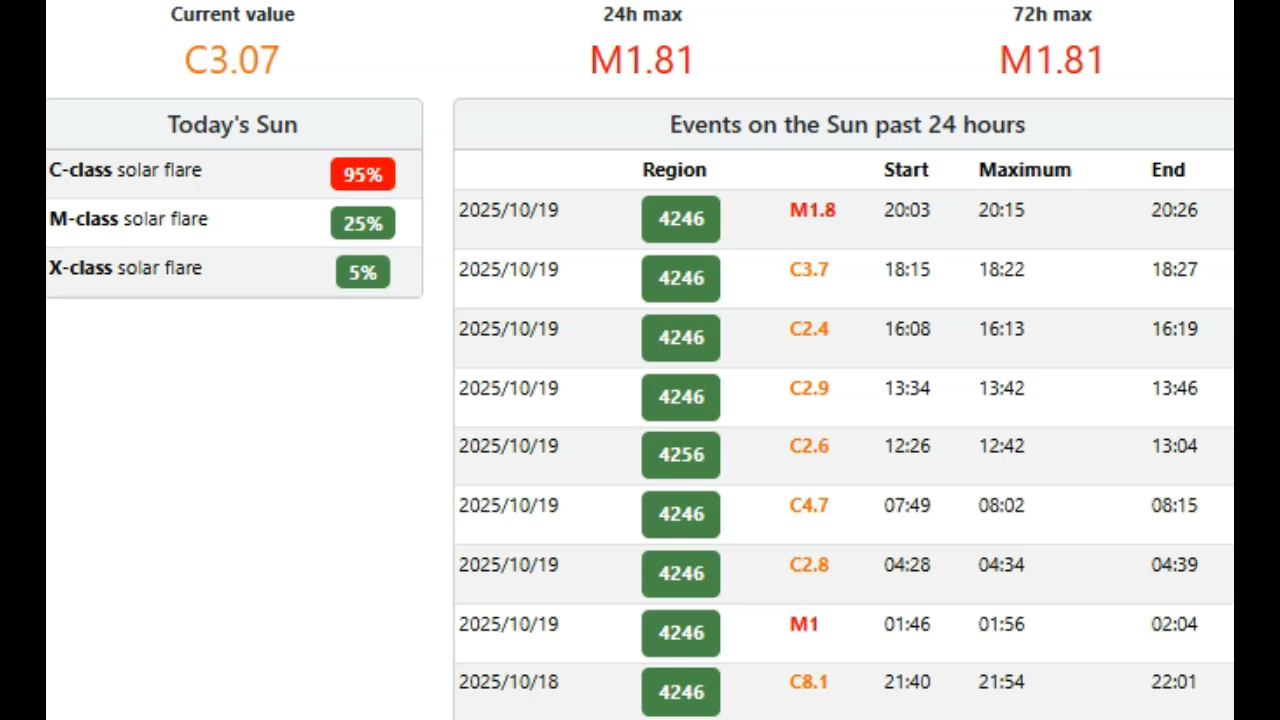 Current value 24h max 72h max
C3.07 M1.81 M1.81
Today's Sun
C-class solar flare 95%
M-class solar flare 25%
X-class solar flare 5%
Events on the Sun past 24 hours
Region Start Maximum End
2025/10/19 4246 M1.8 20:03 20:15 20:26
2025/10/19 4246 C3.7 18:15 18:22 18:27
2025/10/19 4246 C2.4 16:08 16:13 16:19
2025/10/19 4246 C2.9 13:34 13:42 13:46
2025/10/19 4256 C2.6 12:26 12:42 13:04
2025/10/19 4246 C4.7 07:49 08:02 08:15
2025/10/19 4246 C2.8 04:28 04:34 04:39
2025/10/19 4246 M1 01:46 01:56 02:04
2025/10/18 4246 C8.1 21:40 21:54 22:01